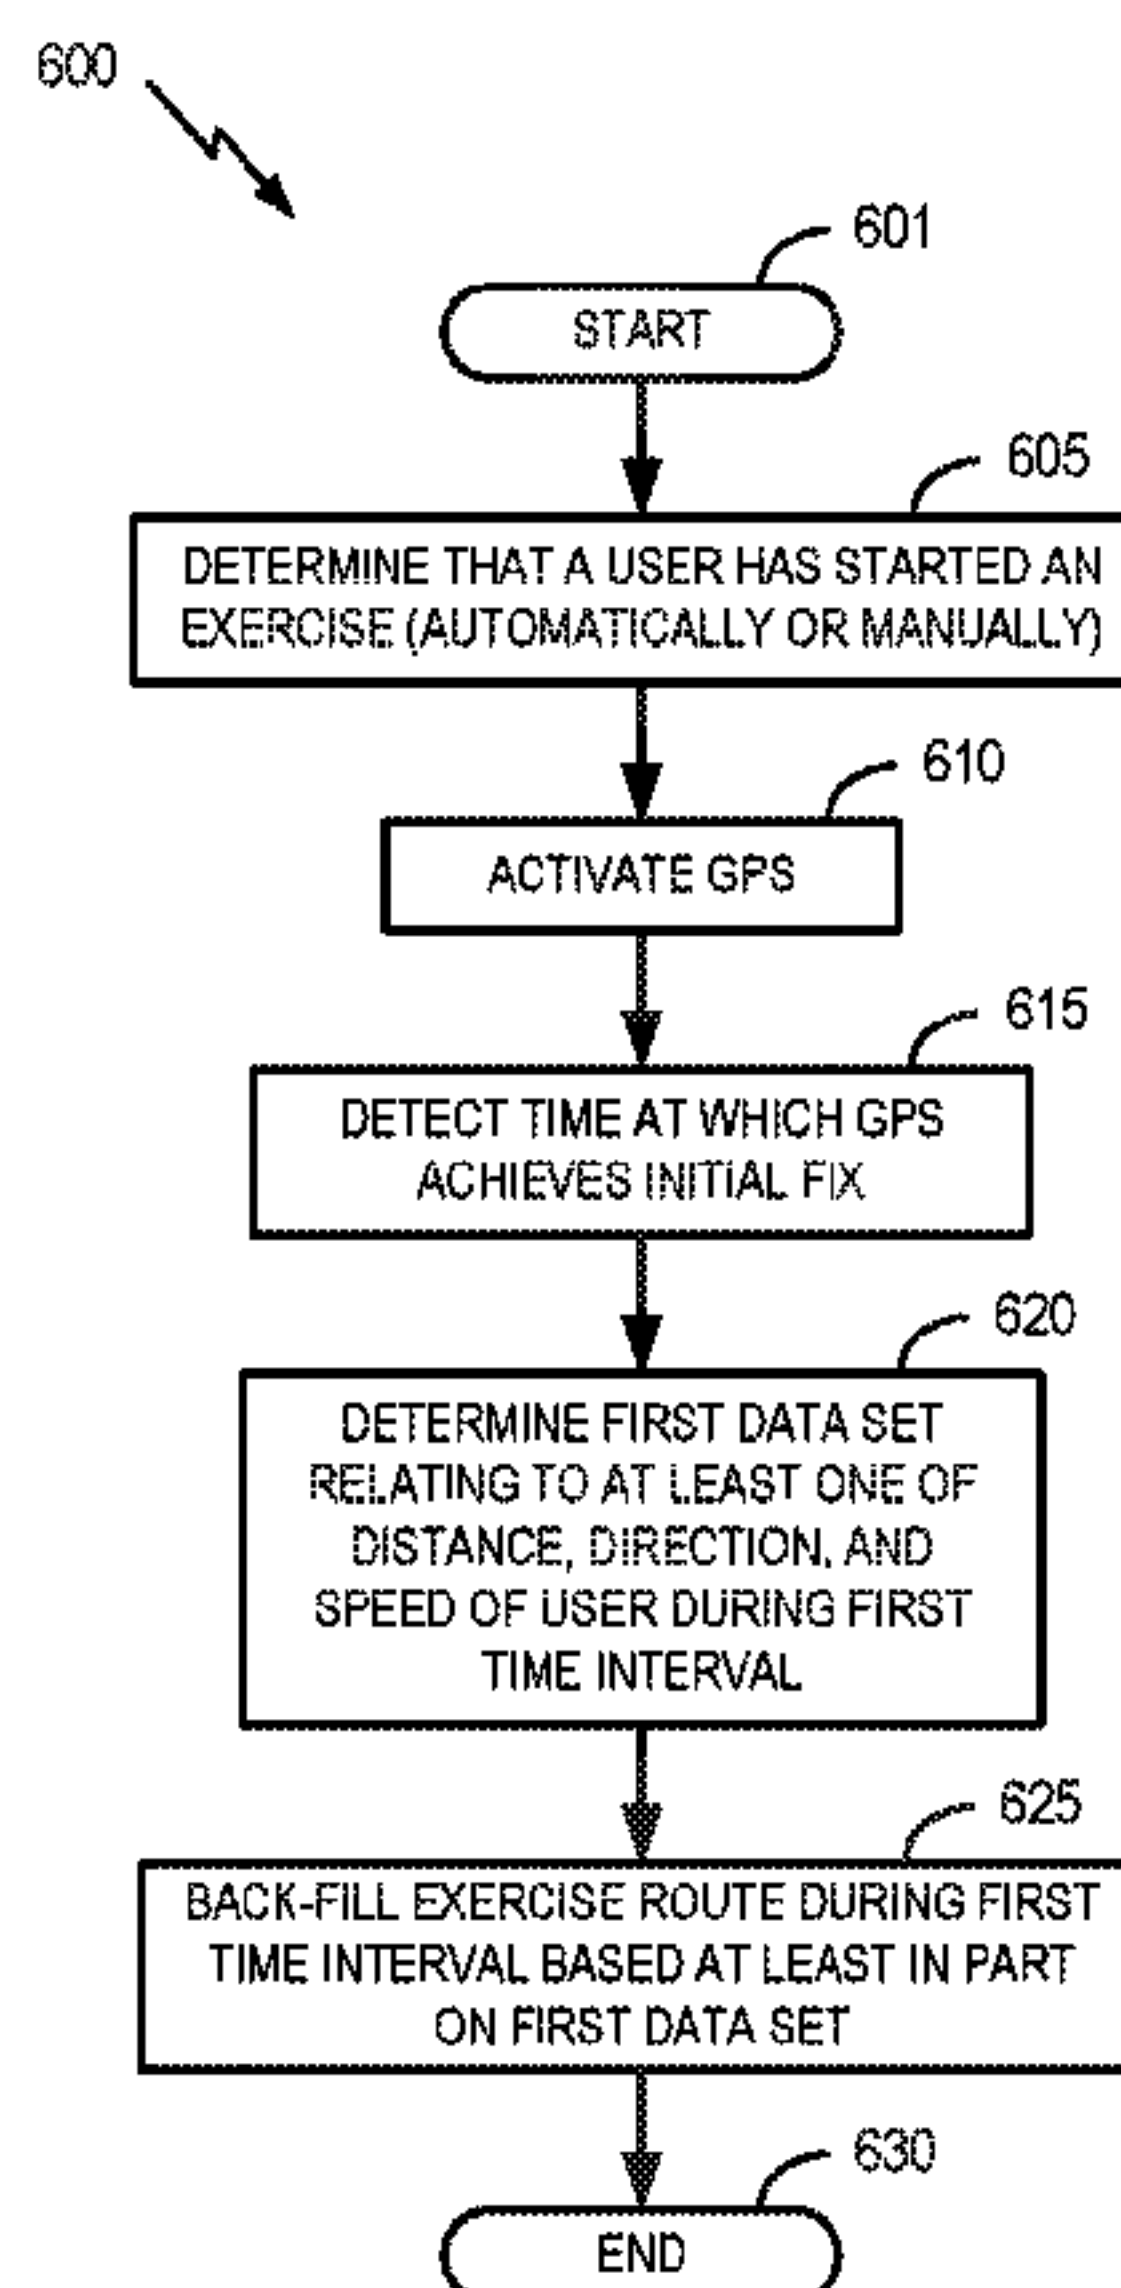 600
601
START
605
DETERMINE THAT A USER HAS STARTED AN
EXERCISE (AUTOMATICALLY OR MANUALLY)
610
ACTIVATE GPS
615
DETECT TIME AT WHICH GPS
ACHIEVES INITIAL FIX
620
DETERMINE FIRST DATA SET
RELATING TO AT LEAST ONE OF
DISTANCE, DIRECTION, AND
SPEED OF USER DURING FIRST
TIME INTERVAL
625
BACK-FILL EXERCISE ROUTE DURING FIRST
TIME INTERVAL BASED AT LEAST IN PART
ON FIRST DATA SET
630
END